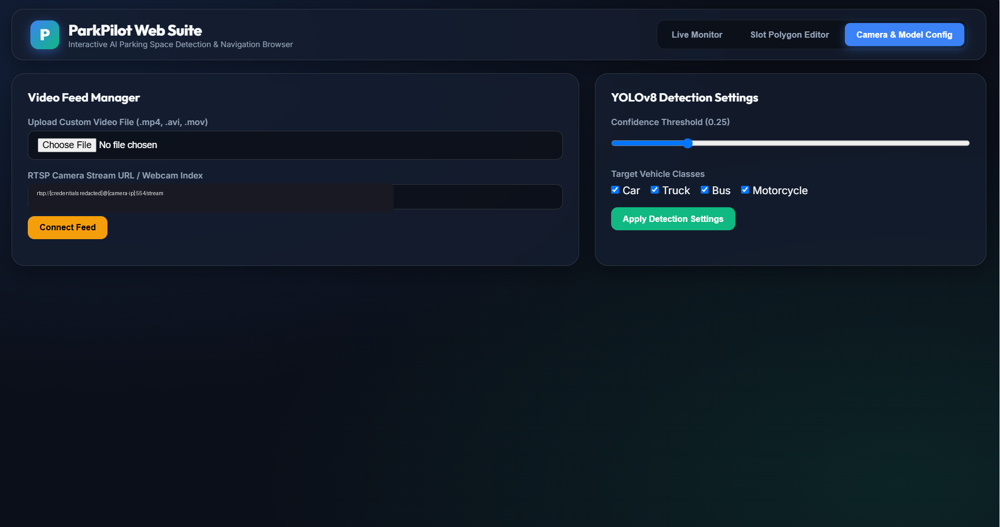 P
ParkPilot Web Suite
Interactive AI Parking Space Detection & Navigation Browser
Live Monitor
Slot Polygon Editor
Camera & Model Config
Video Feed Manager
Upload Custom Video File (.mp4, .avi, .mov)
Choose File No file chosen
RTSP Camera Stream URL / Webcam Index
rtsp://[credentials redacted]@[camera-ip]:554/stream
Connect Feed
YOLOv8 Detection Settings
Confidence Threshold (0.25)
Target Vehicle Classes
Car Truck Bus Motorcycle
Apply Detection Settings